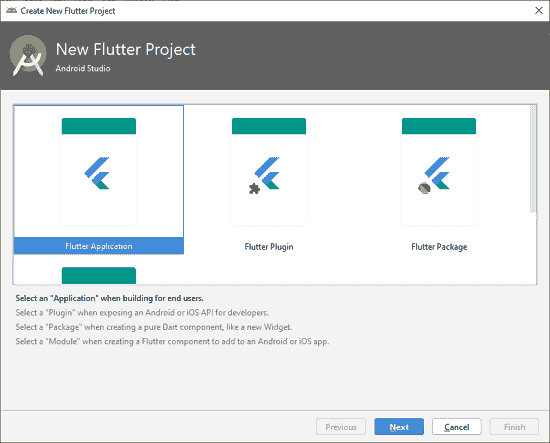 Create New Flutter Project
New Flutter Project
Android Studio
Flutter Application
Flutter Plugin
Flutter Package
Select an "Application" when building for end users.
Select a "Plugin" when exposing an Android or iOS API for developers.
Select a "Package" when creating a pure Dart component, like a new Widget.
Select a "Module" when creating a Flutter component to add to an Android or iOS app.
Previous
Next
Cancel
Finish